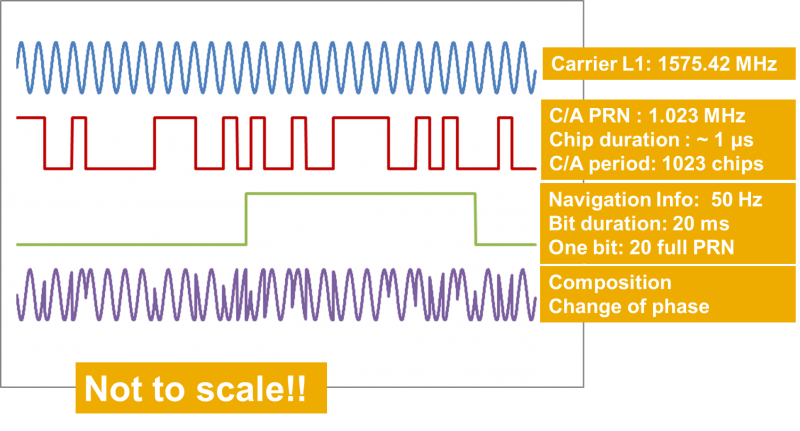 Carrier L1: 1575.42 MHz
C/A PRN : 1.023 MHz
Chip duration : ~ 1 µs
C/A period: 1023 chips
Navigation Info:  50 Hz
Bit duration: 20 ms
One bit: 20 full PRN
Composition
Change of phase
Not to scale!!